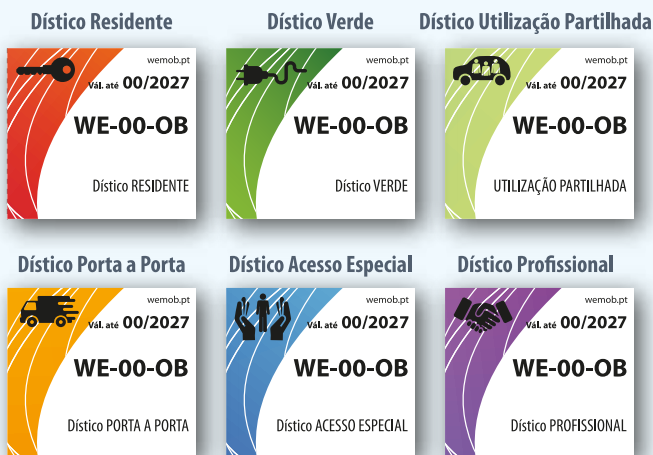 Dístico Residente
Dístico Verde
Dístico Utilização Partilhada
wemob.pt
Vál. até 00/2027
WE-00-OB
Dístico RESIDENTE
wemob.pt
Vál. até 00/2027
WE-00-OB
Dístico VERDE
wemob.pt
Vál. até 00/2027
WE-00-OB
UTILIZAÇÃO PARTILHADA
Dístico Porta a Porta
Dístico Acesso Especial
Dístico Profissional
wemob.pt
Vál. até 00/2027
WE-00-OB
Dístico PORTA A PORTA
wemob.pt
Vál. até 00/2027
WE-00-OB
Dístico ACESSO ESPECIAL
wemob.pt
Vál. até 00/2027
WE-00-OB
Dístico PROFISSIONAL